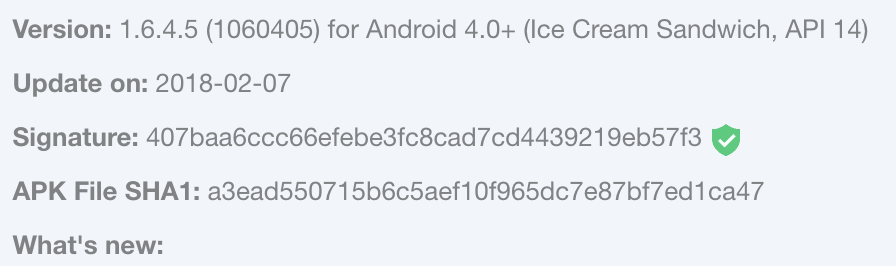 Version: 1.6.4.5 (1060405) for Android 4.0+ (Ice Cream Sandwich, API 14)
Update on: 2018-02-07
Signature: 407baa6ccc66efebe3fc8cad7cd4439219eb57f3
APK File SHA1: a3ead550715b6c5aef10f965dc7e87bf7ed1ca47
What's new: